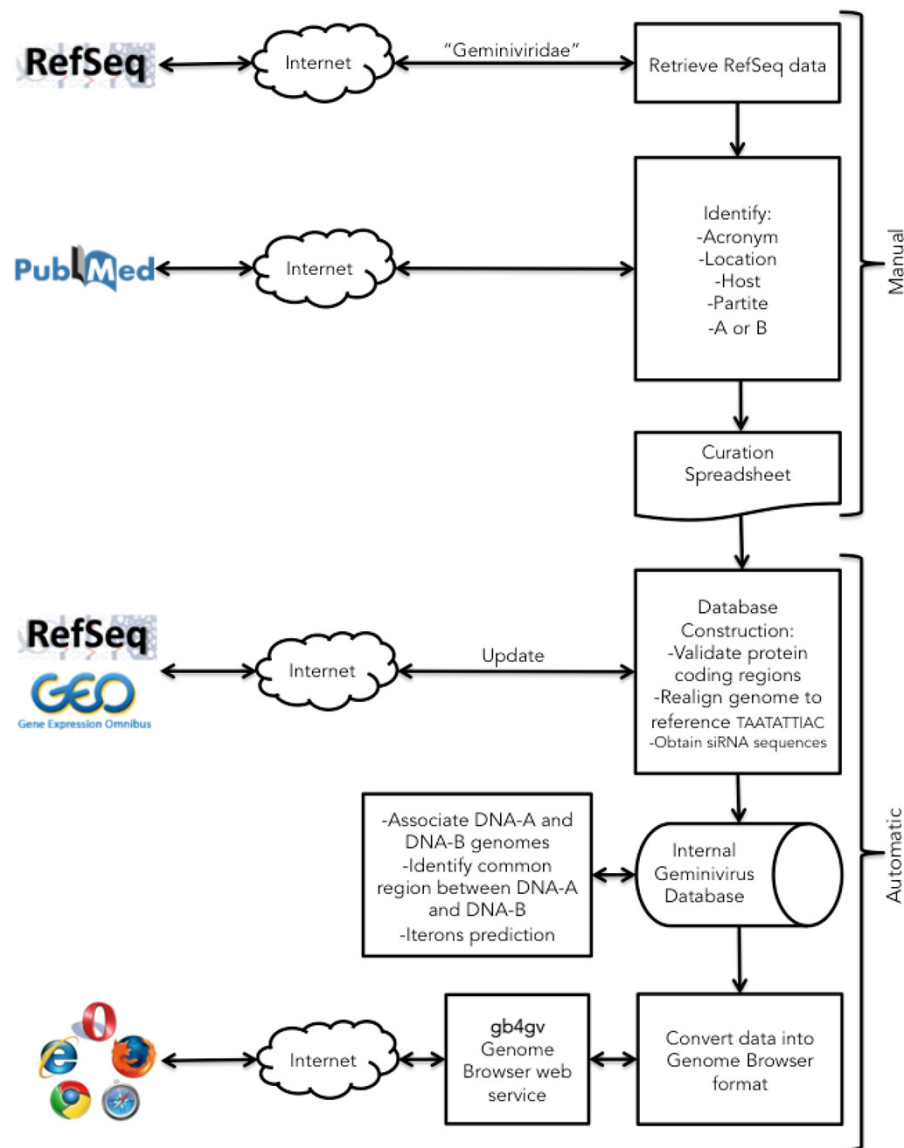 RefSeq
Internet
“Geminiviridae”
Retrieve RefSeq data
Identify:
-Acronym
-Location
-Host
-Partite
-A or B
PubMed
Internet
Manual
Curation
Spreadsheet
RefSeq
GEO
Gene Expression Omnibus
Internet
Update
Database
Construction:
-Validate protein
coding regions
-Realign genome to
reference TAATATTIAC
-Obtain siRNA sequences
-Associate DNA-A and
DNA-B genomes
-Identify common
region between DNA-A
and DNA-B
-Iterons prediction
Internal
Geminivirus
Database
Automatic
Internet
gb4gv
Genome
Browser web
service
Convert data into
Genome Browser
format